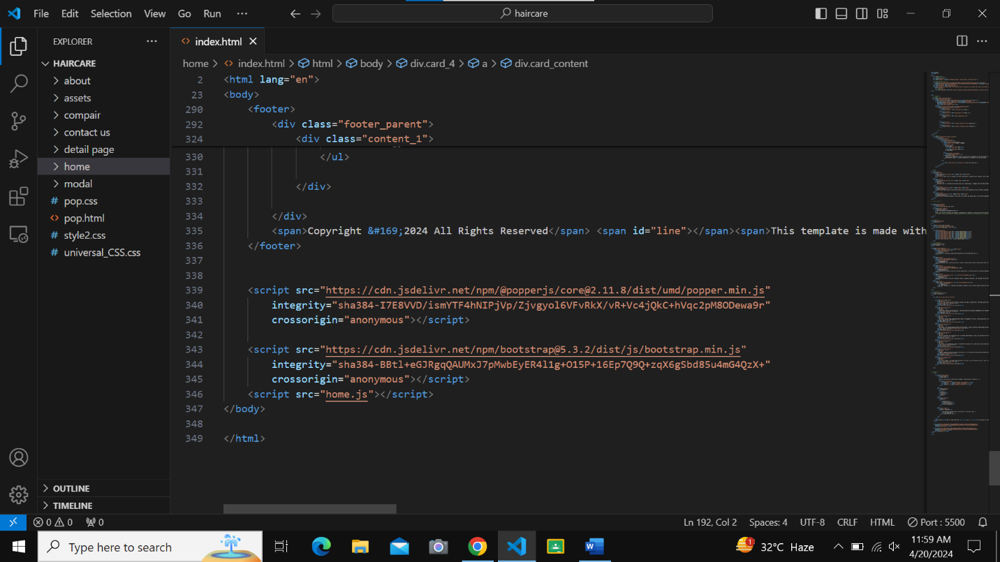 File Edit Selection View Go Run ··· haircare
EXPLORER ···
index.html
HAIRCARE
about
assets
compair
contact us
detail page
home
modal
pop.css
pop.html
style2.css
universal_CSS.css
OUTLINE
TIMELINE
home > index.html > html > body > div.card_4 > a > div.card_content
2 <html lang="en">
23 <body>
290 <footer>
292 <div class="footer_parent">
324 <div class="content_1">
330 </ul>
331
332 </div>
333
334 </div>
335 <span>Copyright &#169;2024 All Rights Reserved</span> <span id="line"></span><span>This template is made with
336 </footer>
337
338
339 <script src="https://cdn.jsdelivr.net/npm/@popperjs/core@2.11.8/dist/umd/popper.min.js"
340 integrity="sha384-I7E8VVD/ismYTF4hNIPjVp/Zjvgyol6VFvRkX/vR+Vc4jQkC+hVqc2pM8ODewa9r"
341 crossorigin="anonymous"></script>
342
343 <script src="https://cdn.jsdelivr.net/npm/bootstrap@5.3.2/dist/js/bootstrap.min.js"
344 integrity="sha384-BBtl+eGJRgqQAUMxJ7pMwbEyER4l1g+O15P+16Ep7Q9Q+zqX6gSbd85u4mG4QzX+"
345 crossorigin="anonymous"></script>
346 <script src="home.js"></script>
347 </body>
348
349 </html>
0 0 0 Ln 192, Col 2 Spaces: 4 UTF-8 CRLF HTML Port : 5500
Type here to search
1 32°C Haze
11:59 AM
4/20/2024